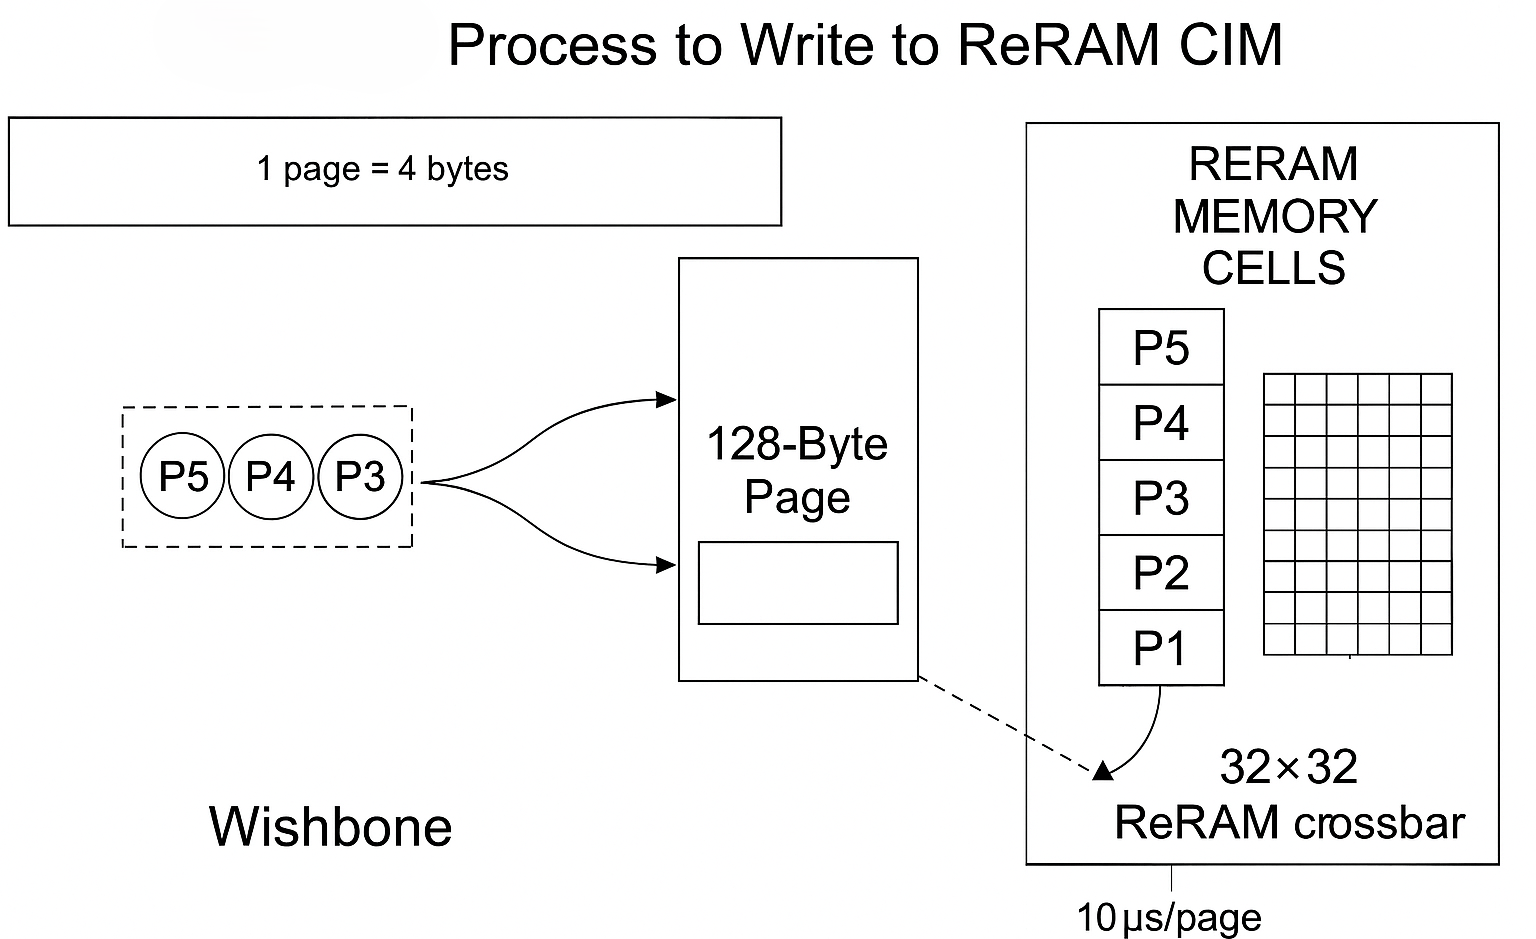 Process to Write to ReRAM CIM
1 page = 4 bytes
RERAM
MEMORY
CELLS
P5
P4
P3
P2
P1
P5 P4 P3
128-Byte
Page
32×32
ReRAM crossbar
Wishbone
10 µs/page